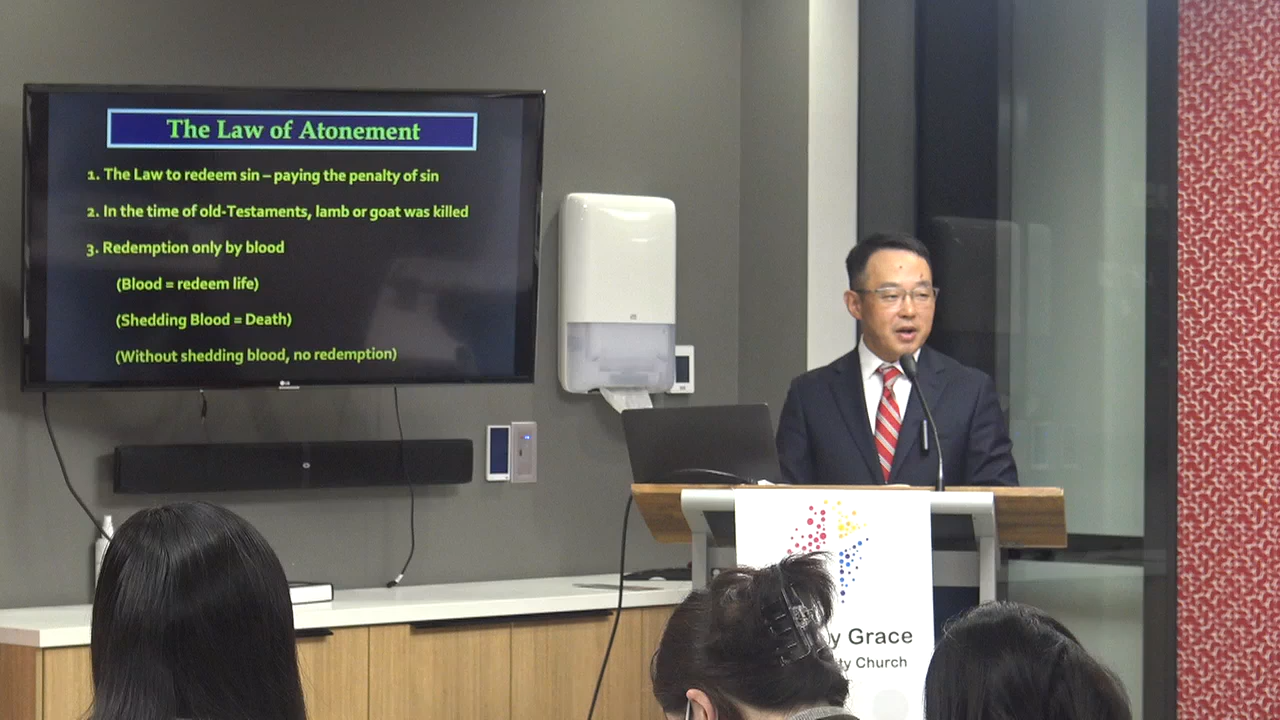 The Law of Atonement
1. The Law to redeem sin – paying the penalty of sin
2. In the time of old-Testaments, lamb or goat was killed
3. Redemption only by blood
(Blood = redeem life)
(Shedding Blood = Death)
(Without shedding blood, no redemption)
LG
y Grace
ty Church